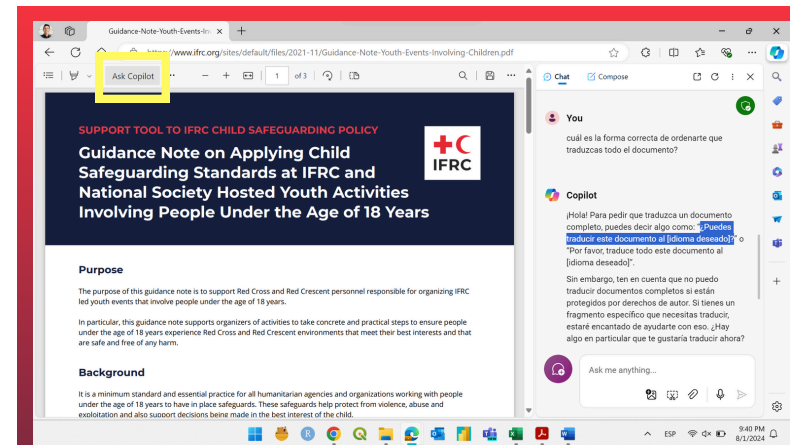 Guidance-Note-Youth-Events-In
https://www.ifrc.org/sites/default/files/2021-11/Guidance-Note-Youth-Events-Involving-Children.pdf
Ask Copilot
1 of 3
SUPPORT TOOL TO IFRC CHILD SAFEGUARDING POLICY
Guidance Note on Applying Child
Safeguarding Standards at IFRC and
National Society Hosted Youth Activities
Involving People Under the Age of 18 Years
IFRC
Purpose
The purpose of this guidance note is to support Red Cross and Red Crescent personnel responsible for organizing IFRC
led youth events that involve people under the age of 18 years.
In particular, this guidance note supports organizers of activities to take concrete and practical steps to ensure people
under the age of 18 years experience Red Cross and Red Crescent environments that meet their best interests and that
are safe and free of any harm.
Background
It is a minimum standard and essential practice for all humanitarian agencies and organizations working with people
under the age of 18 years to have in place safeguards. These safeguards help protect from violence, abuse and
exploitation and also support decisions being made in the best interest of the child.
Chat
Compose
You
cuál es la forma correcta de ordenarte que
traduzcas todo el documento?
Copilot
¡Hola! Para pedir que traduzca un documento
completo, puedes decir algo como: "¿Puedes
traducir este documento al [idioma deseado]?" o
"Por favor, traduce todo este documento al
[idioma deseado]".
Sin embargo, ten en cuenta que no puedo
traducir documentos completos si están
protegidos por derechos de autor. Si tienes un
fragmento específico que necesitas traducir,
estaré encantado de ayudarte con eso. ¿Hay
algo en particular que te gustaría traducir ahora?
Ask me anything...
ESP
9:40 PM
8/1/2024